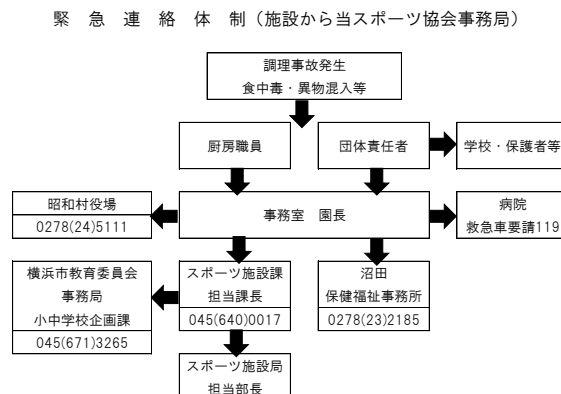 緊急連絡体制（施設から当スポーツ協会事務局）
調理事故発生
食中毒・異物混入等
厨房職員
団体責任者
学校・保護者等
昭和村役場
0278(24)5111
事務室　園長
病院
救急車要請119
横浜市教育委員会
事務局
小中学校企画課
045(671)3265
スポーツ施設課
担当課長
045(640)0017
沼田
保健福祉事務所
0278(23)2185
スポーツ施設局
担当部長